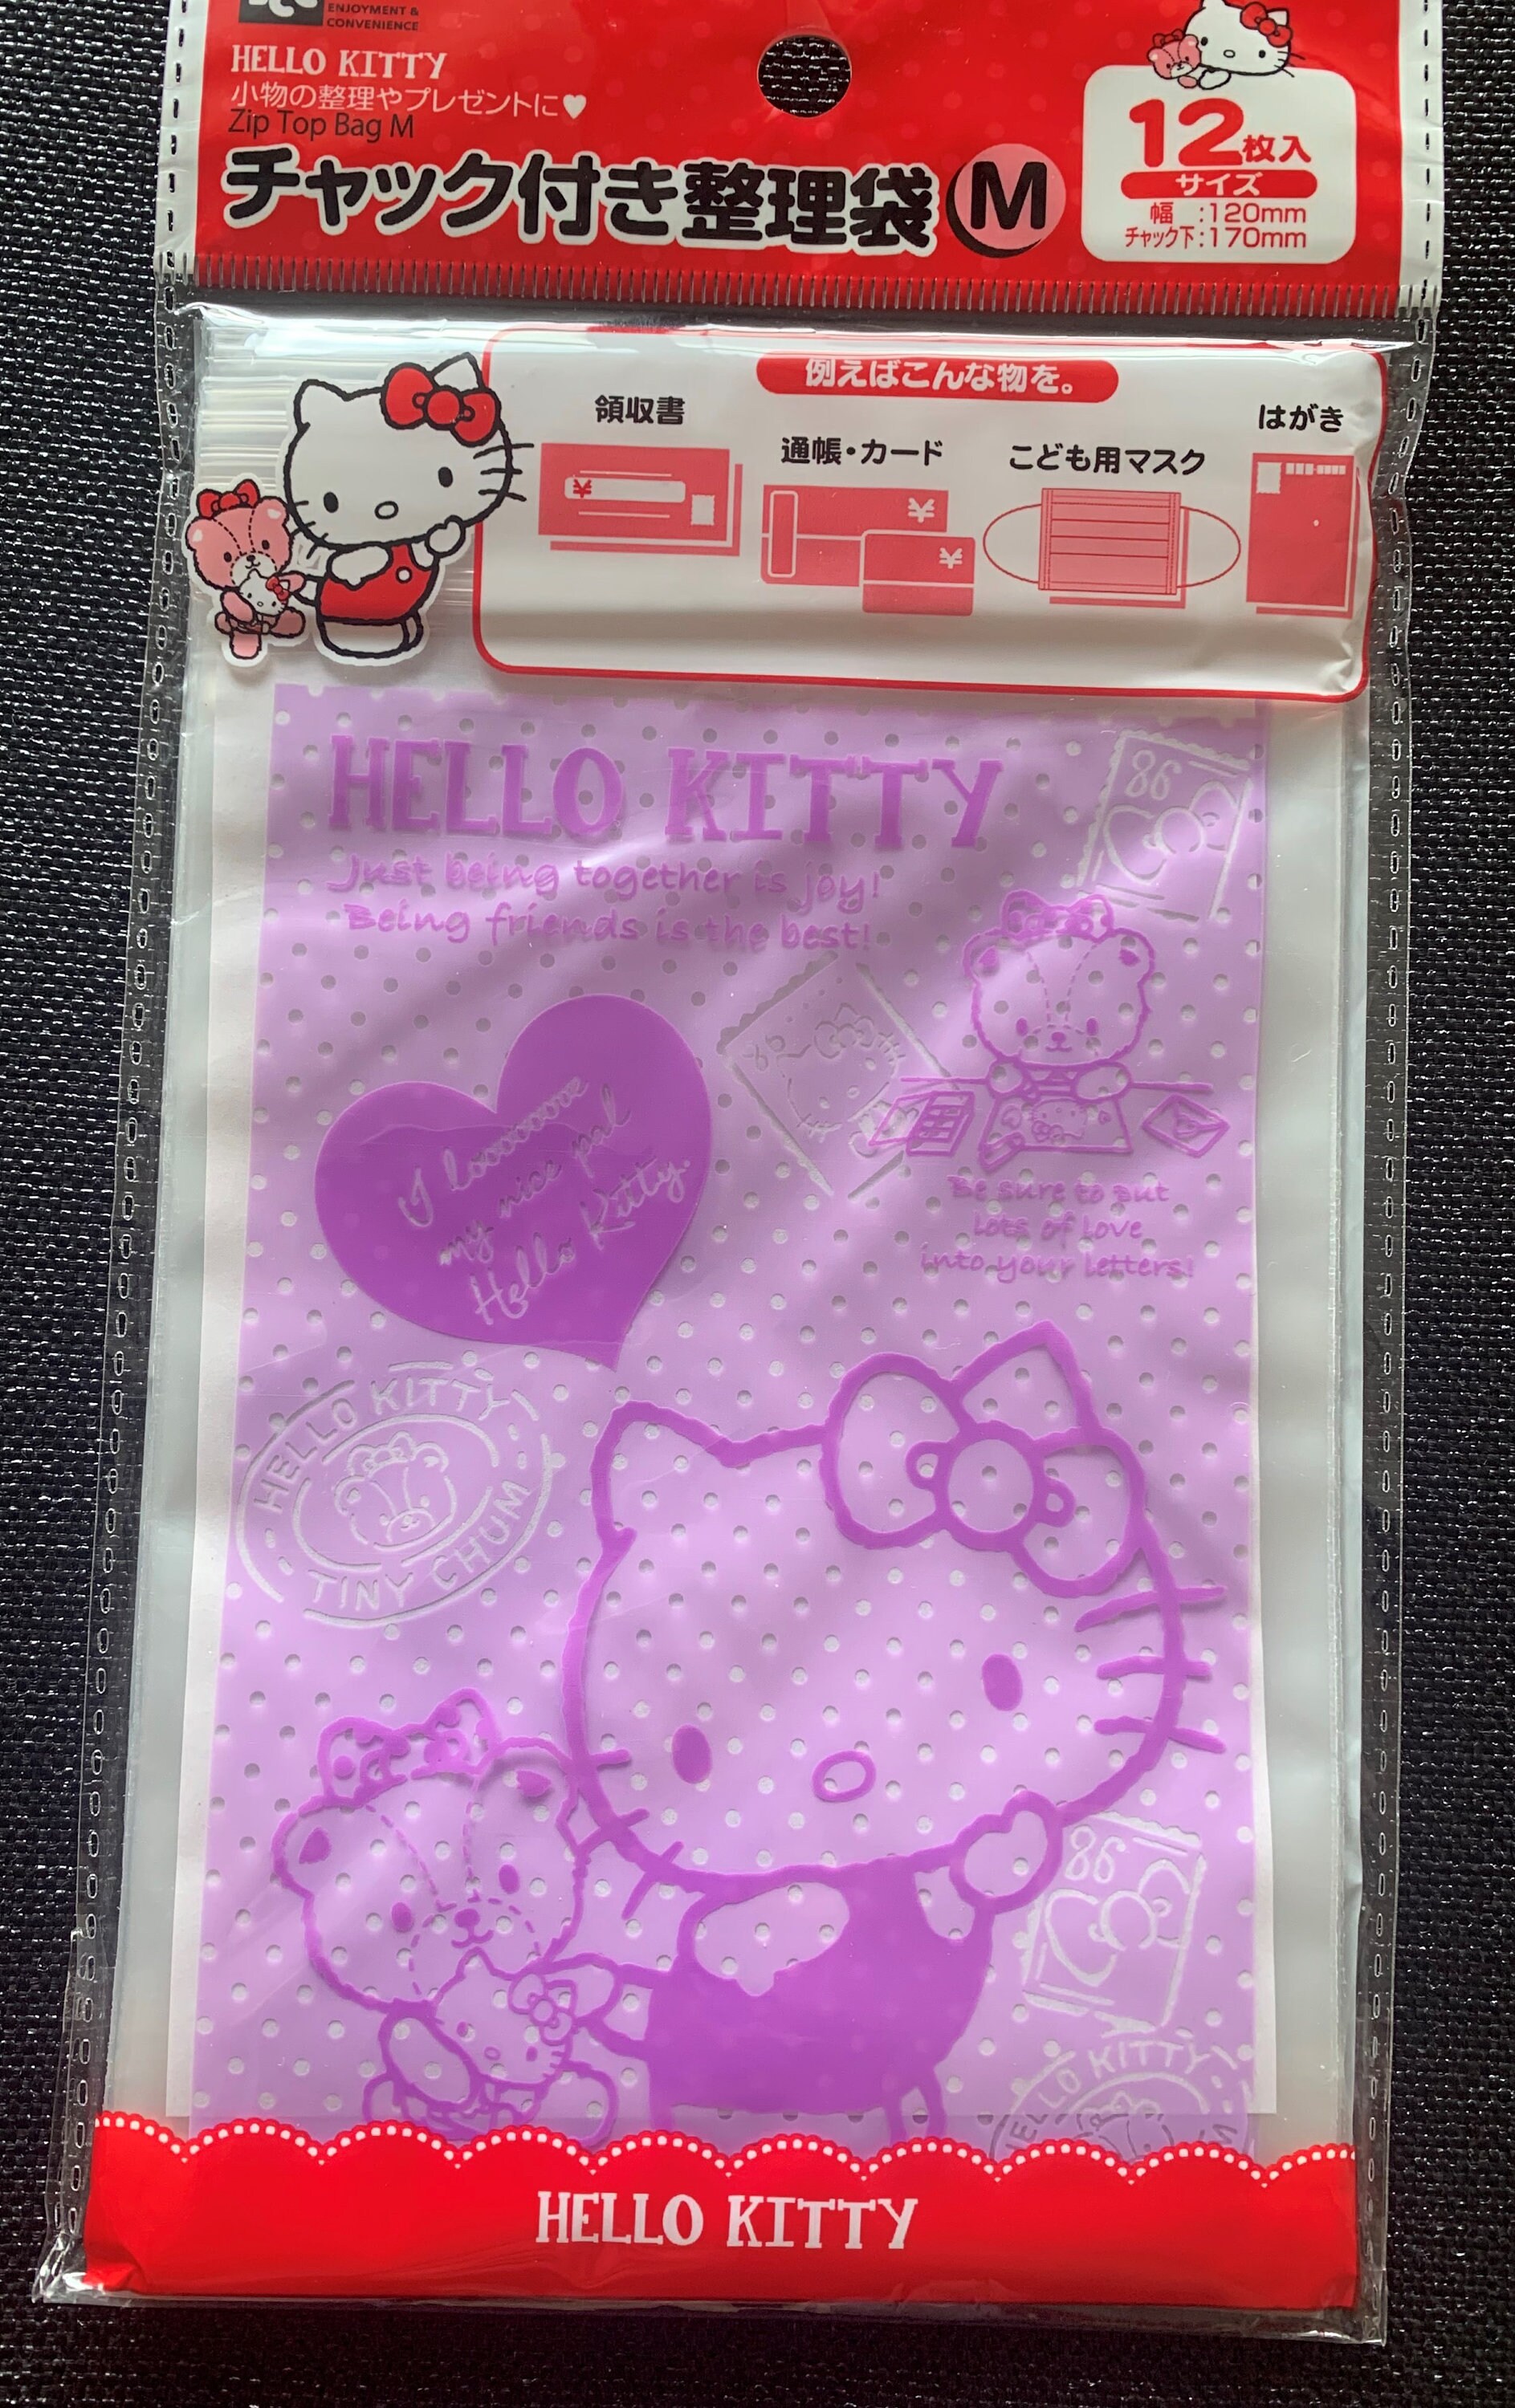 ENJOYMENT &
CONVENIENCE
HELLO KITTY
小物の整理やプレゼントに♥
Zip Top Bag M
チャック付き整理袋 M
12枚入
サイズ
幅 :120mm
チャック下:170mm
例えばこんな物を。
領収書
通帳・カード
こども用マスク
はがき
HELLO KITTY
Just being together is joy!
Being friends is the best!
86
I looooooove
my nice pal
Hello Kitty.
Be sure to put
Lots of love
into your letters!
HELLO KITTY
TINY CHUM
86
HELLO KITTY
HELLO KITTY